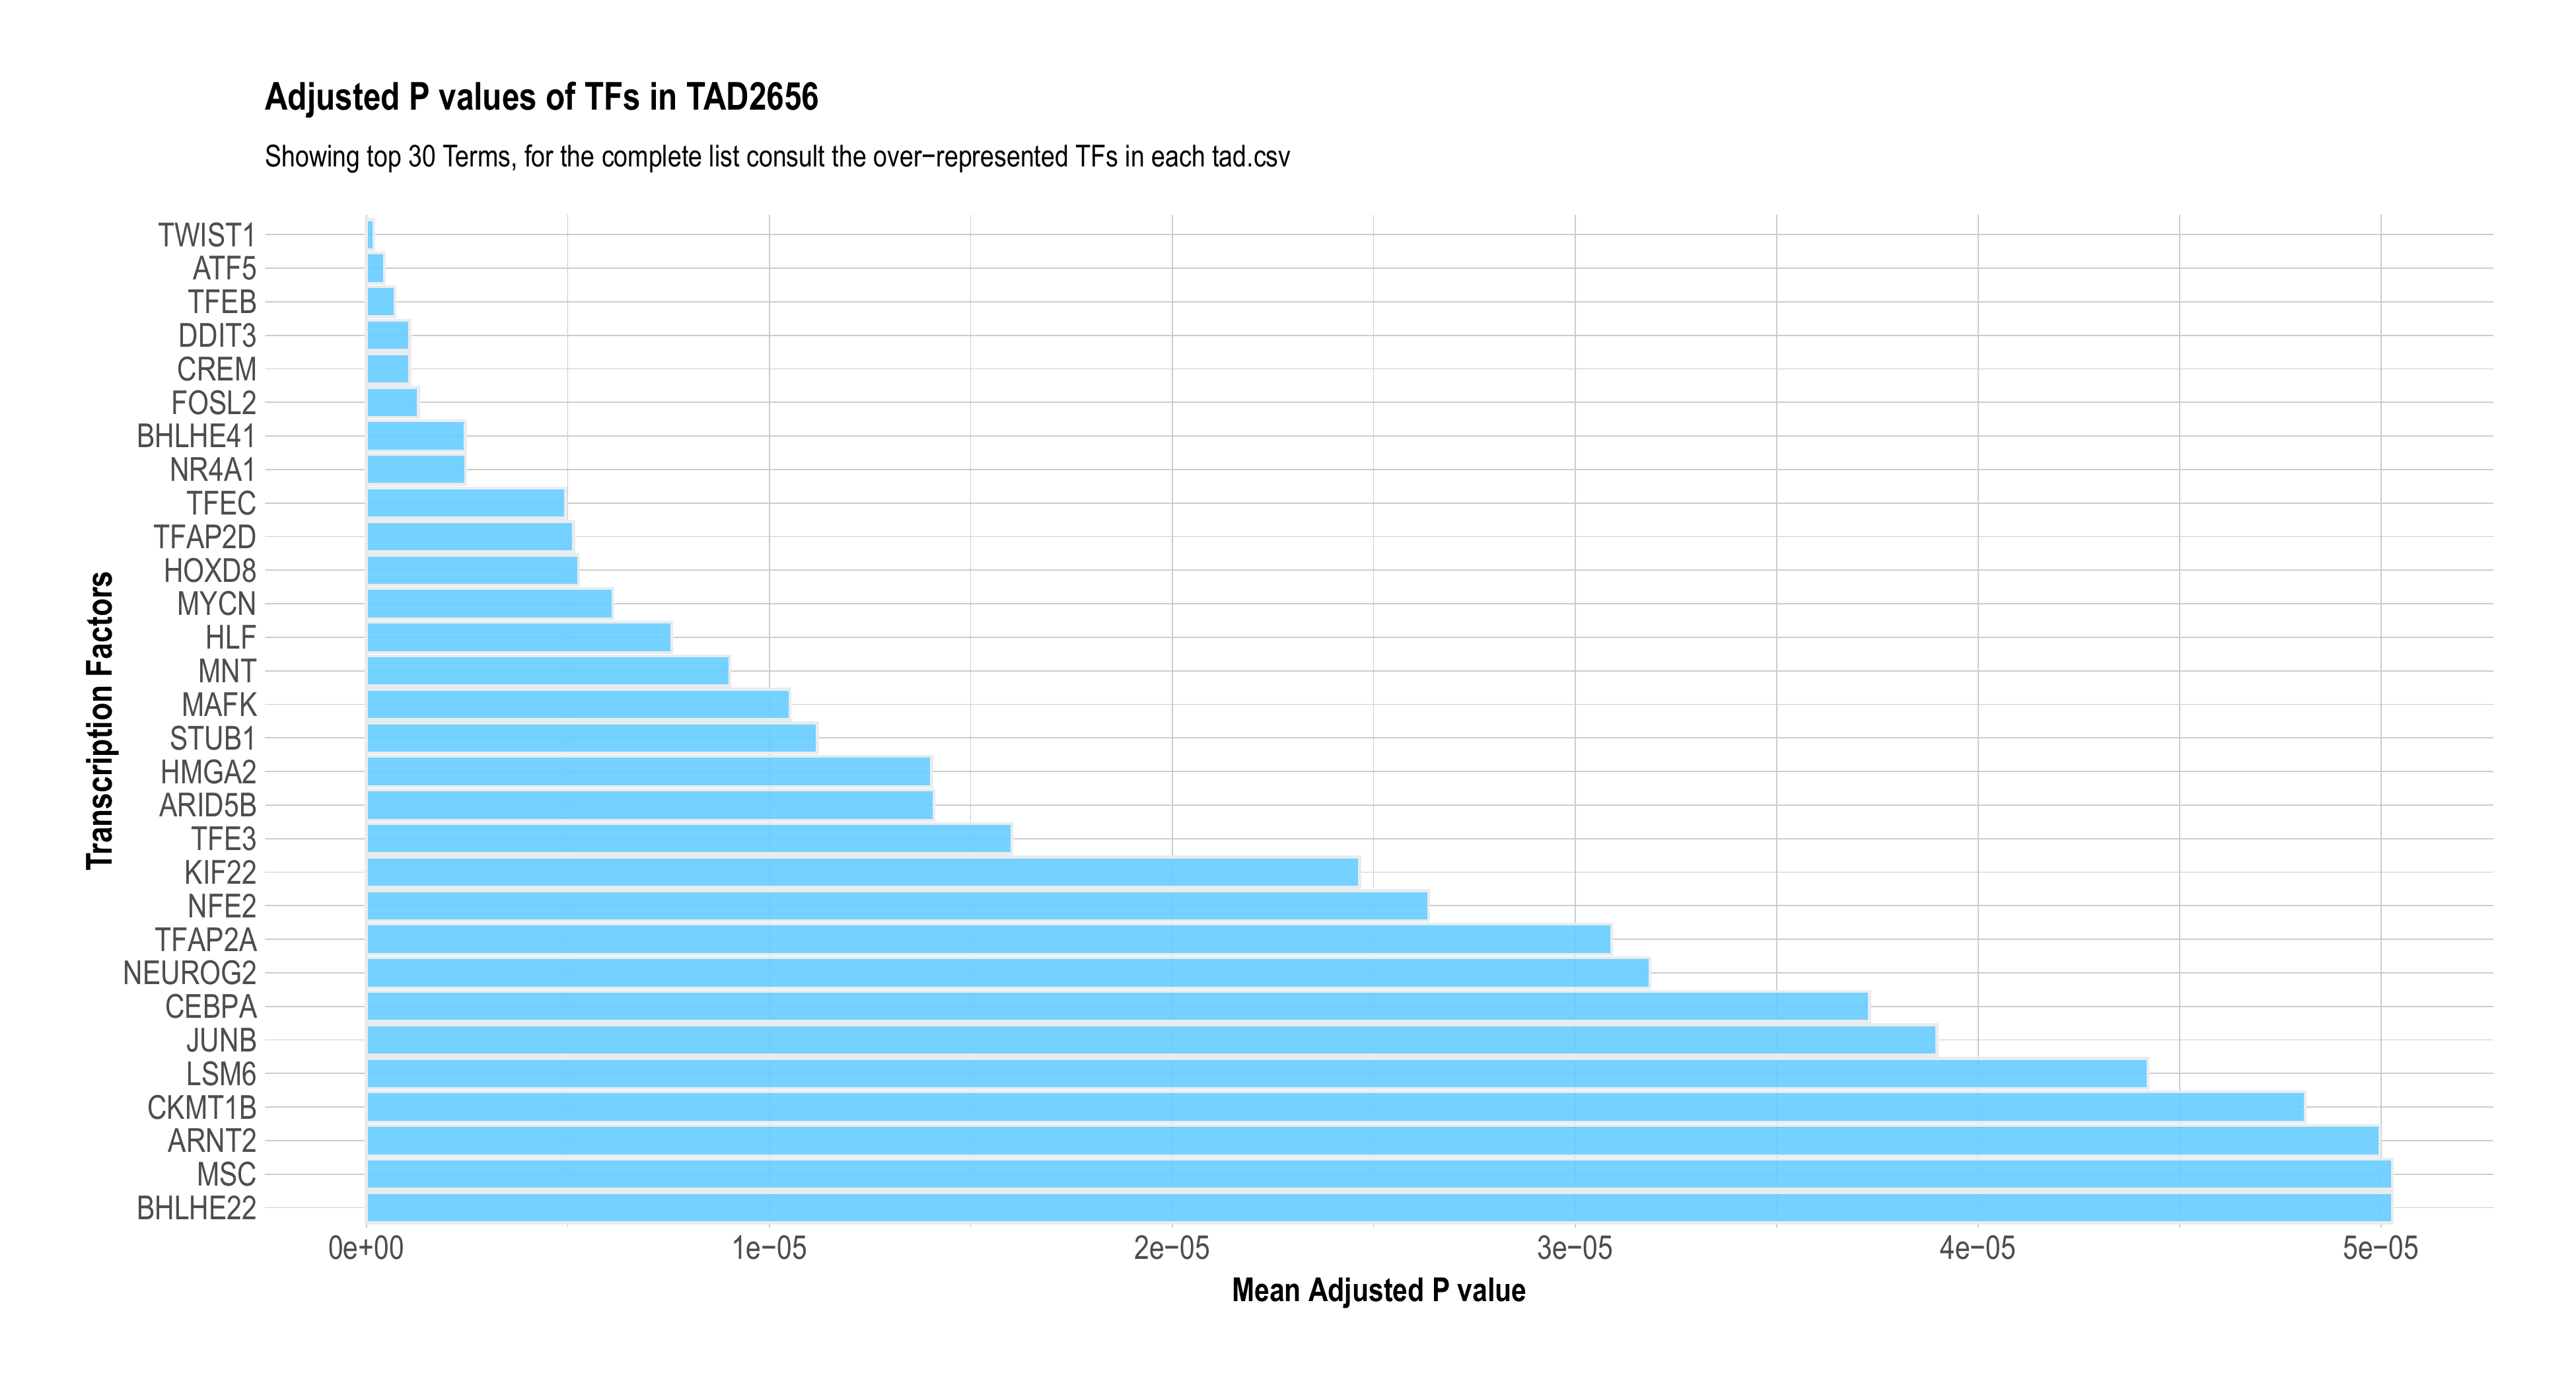 Adjusted P values of TFs in TAD2656
Showing top 30 Terms, for the complete list consult the over−represented TFs in each tad.csv
Transcription Factors
TWIST1
ATF5
TFEB
DDIT3
CREM
FOSL2
BHLHE41
NR4A1
TFEC
TFAP2D
HOXD8
MYCN
HLF
MNT
MAFK
STUB1
HMGA2
ARID5B
TFE3
KIF22
NFE2
TFAP2A
NEUROG2
CEBPA
JUNB
LSM6
CKMT1B
ARNT2
MSC
BHLHE22
0e+00 1e−05 2e−05 3e−05 4e−05 5e−05
Mean Adjusted P value